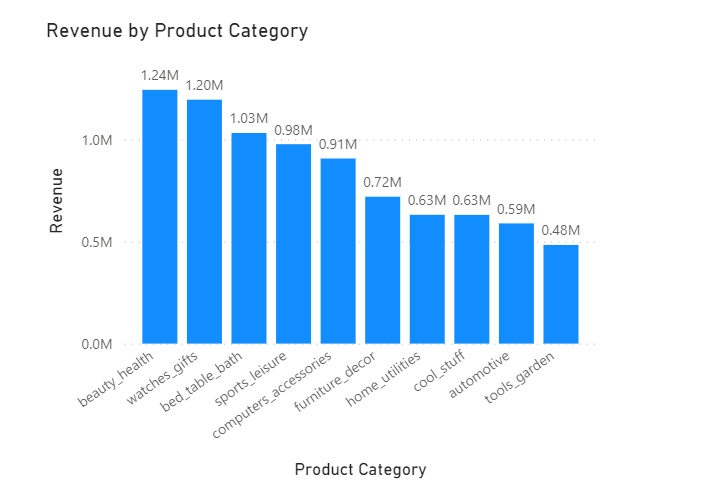 Revenue by Product Category
1.24M
1.20M
1.03M
0.98M
0.91M
0.72M
0.63M
0.63M
0.59M
0.48M
1.0M
0.5M
0.0M
Revenue
beauty_health
watches_gifts
bed_table_bath
sports_leisure
computers_accessories
furniture_decor
home_utilities
cool_stuff
automotive
tools_garden
Product Category